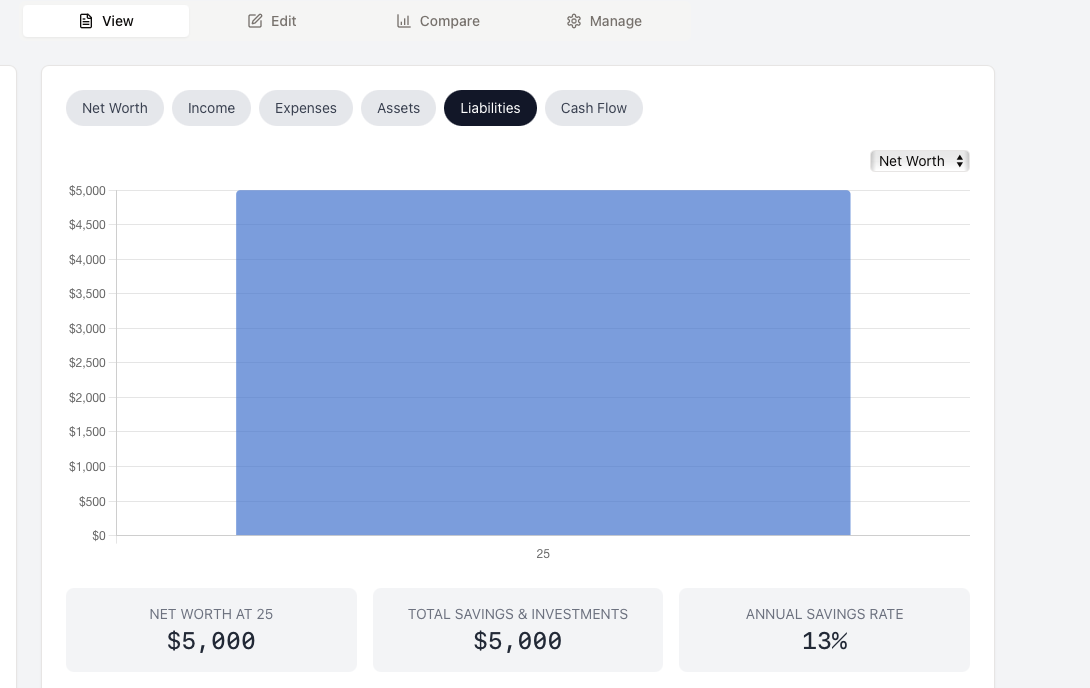 View Edit Compare Manage
Net Worth Income Expenses Assets Liabilities Cash Flow
Net Worth
$5,000
$4,500
$4,000
$3,500
$3,000
$2,500
$2,000
$1,500
$1,000
$500
$0
25
NET WORTH AT 25 TOTAL SAVINGS & INVESTMENTS ANNUAL SAVINGS RATE
$5,000 $5,000 13%